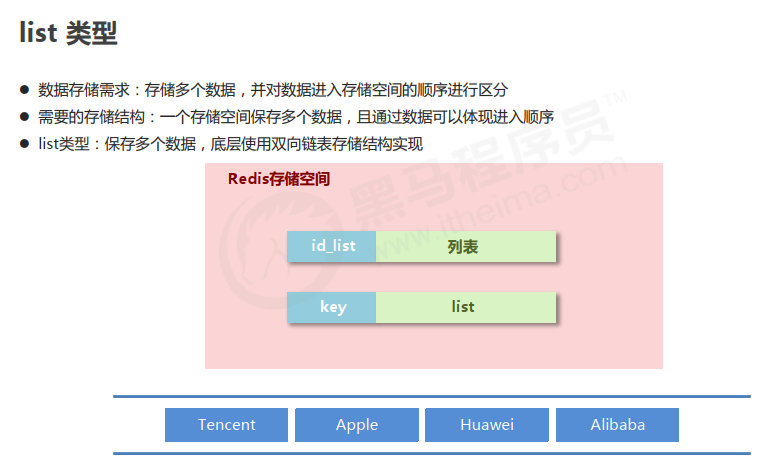 list 类型
● 数据存储需求：存储多个数据，并对数据进入存储空间的顺序进行区分
● 需要的存储结构：一个存储空间保存多个数据，且通过数据可以体现进入顺序
● list类型：保存多个数据，底层使用双向链表存储结构实现
黑马程序员™
www.itheima.com
Redis存储空间
id_list 列表
key list
Tencent Apple Huawei Alibaba